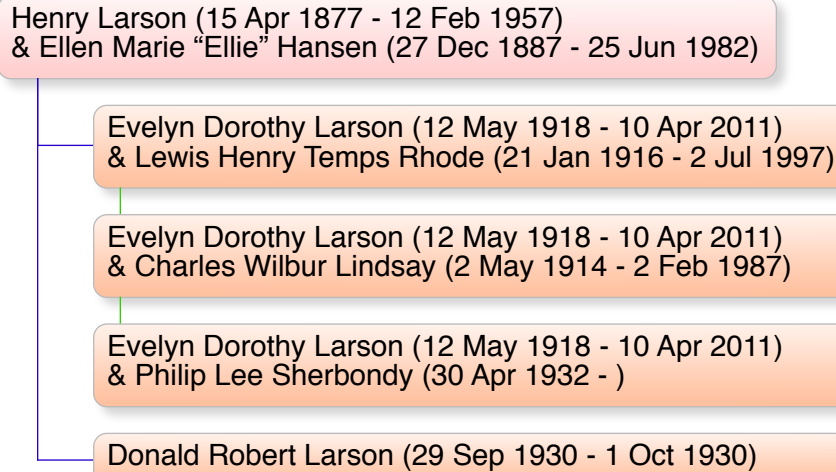 Henry Larson (15 Apr 1877 - 12 Feb 1957)
& Ellen Marie “Ellie” Hansen (27 Dec 1887 - 25 Jun 1982)
Evelyn Dorothy Larson (12 May 1918 - 10 Apr 2011)
& Lewis Henry Temps Rhode (21 Jan 1916 - 2 Jul 1997)
Evelyn Dorothy Larson (12 May 1918 - 10 Apr 2011)
& Charles Wilbur Lindsay (2 May 1914 - 2 Feb 1987)
Evelyn Dorothy Larson (12 May 1918 - 10 Apr 2011)
& Philip Lee Sherbondy (30 Apr 1932 - )
Donald Robert Larson (29 Sep 1930 - 1 Oct 1930)